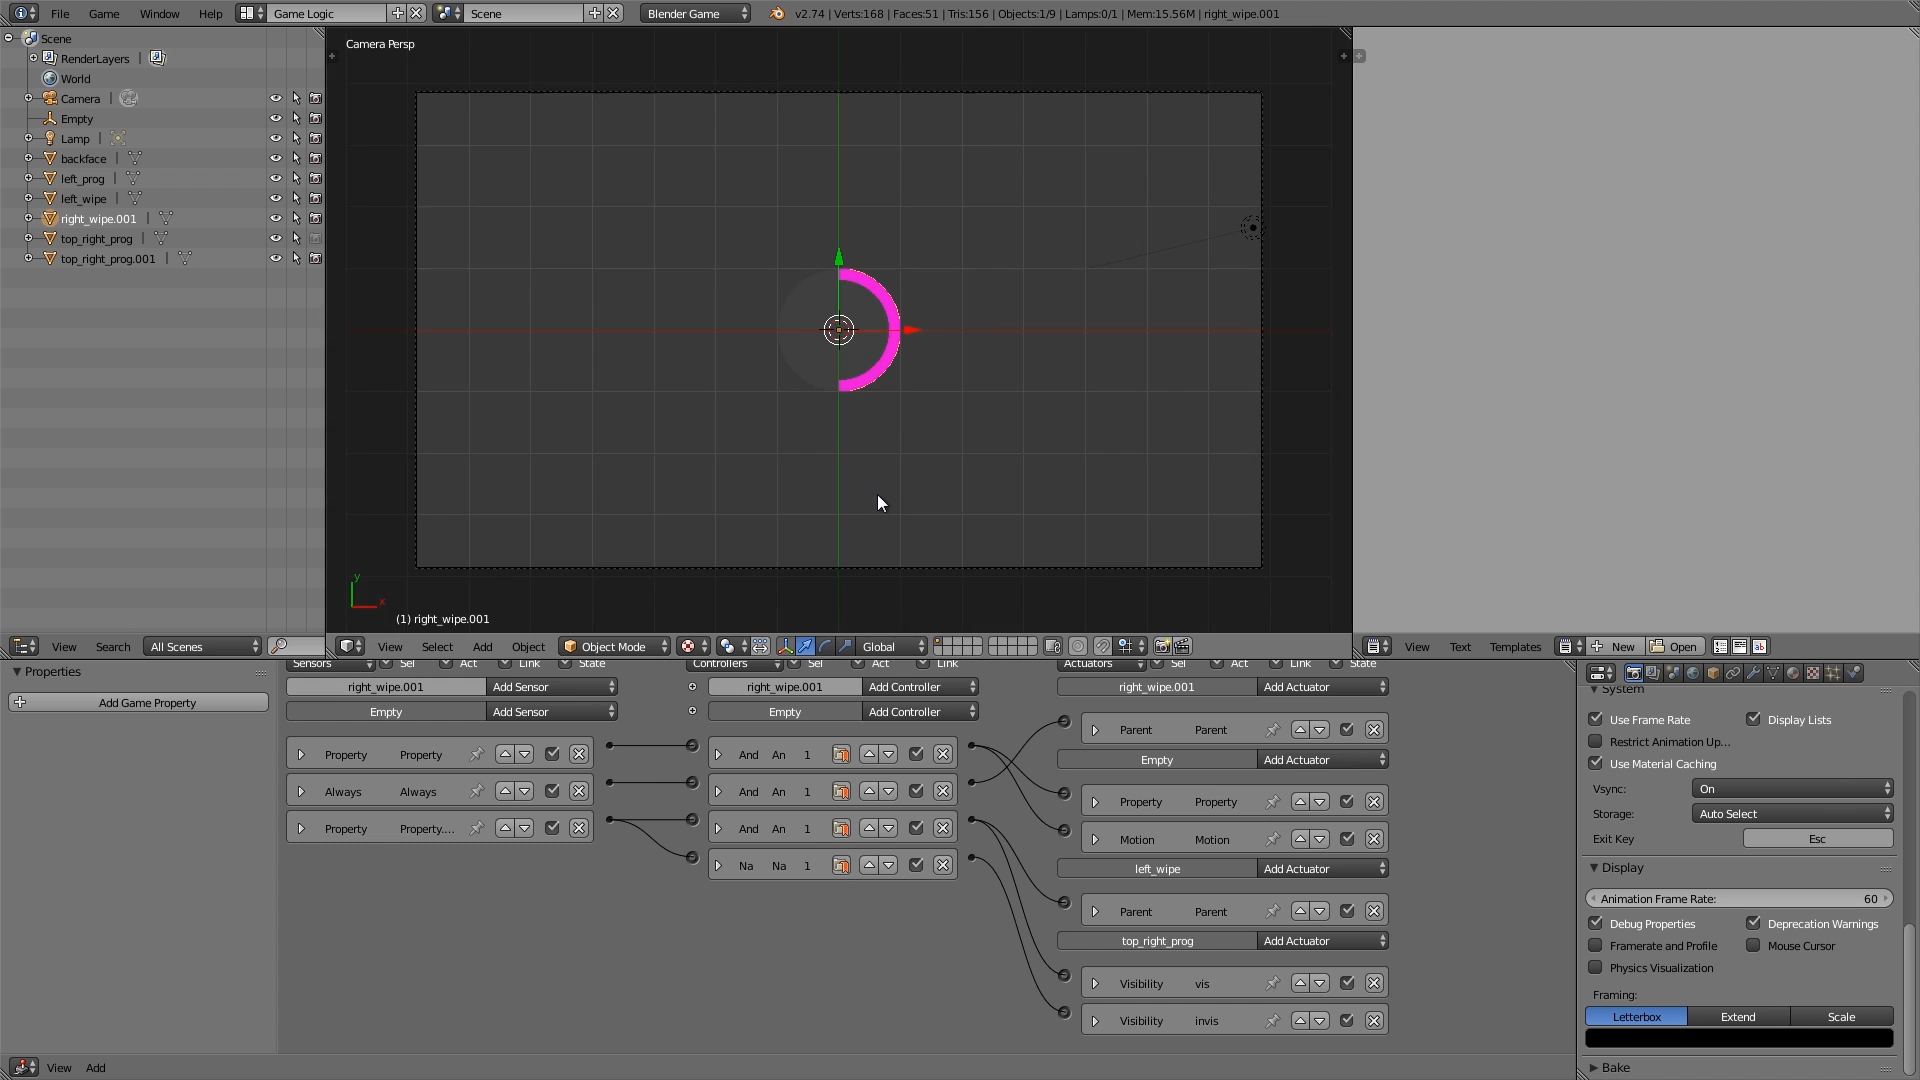 File Game Window Help Game Logic Scene Blender Game v2.74 | Verts:168 | Faces:51 | Tris:156 | Objects:1/9 | Lamps:0/1 | Mem:15.56M | right_wipe.001
Scene
RenderLayers
World
Camera
Empty
Lamp
backface
left_prog
left_wipe
right_wipe.001
top_right_prog
top_right_prog.001
View Search All Scenes
Camera Persp
y
x
(1) right_wipe.001
View Select Add Object Object Mode Global
View Text Templates New Open ab
Properties
Add Game Property
Sensors Sel Act Link State
right_wipe.001 Add Sensor
Empty Add Sensor
Property Property
Always Always
Property Property....
Controllers Sel Act Link
right_wipe.001 Add Controller
Empty Add Controller
And An 1
And An 1
And An 1
Na Na 1
Actuators Sel Act Link State
right_wipe.001 Add Actuator
Parent Parent
Empty Add Actuator
Property Property
Motion Motion
left_wipe Add Actuator
Parent Parent
top_right_prog Add Actuator
Visibility vis
Visibility invis
View Add
System
Use Frame Rate Display Lists
Restrict Animation Up...
Use Material Caching
Vsync: On
Storage: Auto Select
Exit Key Esc
Display
Animation Frame Rate: 60
Debug Properties Deprecation Warnings
Framerate and Profile Mouse Cursor
Physics Visualization
Framing:
Letterbox Extend Scale
Bake